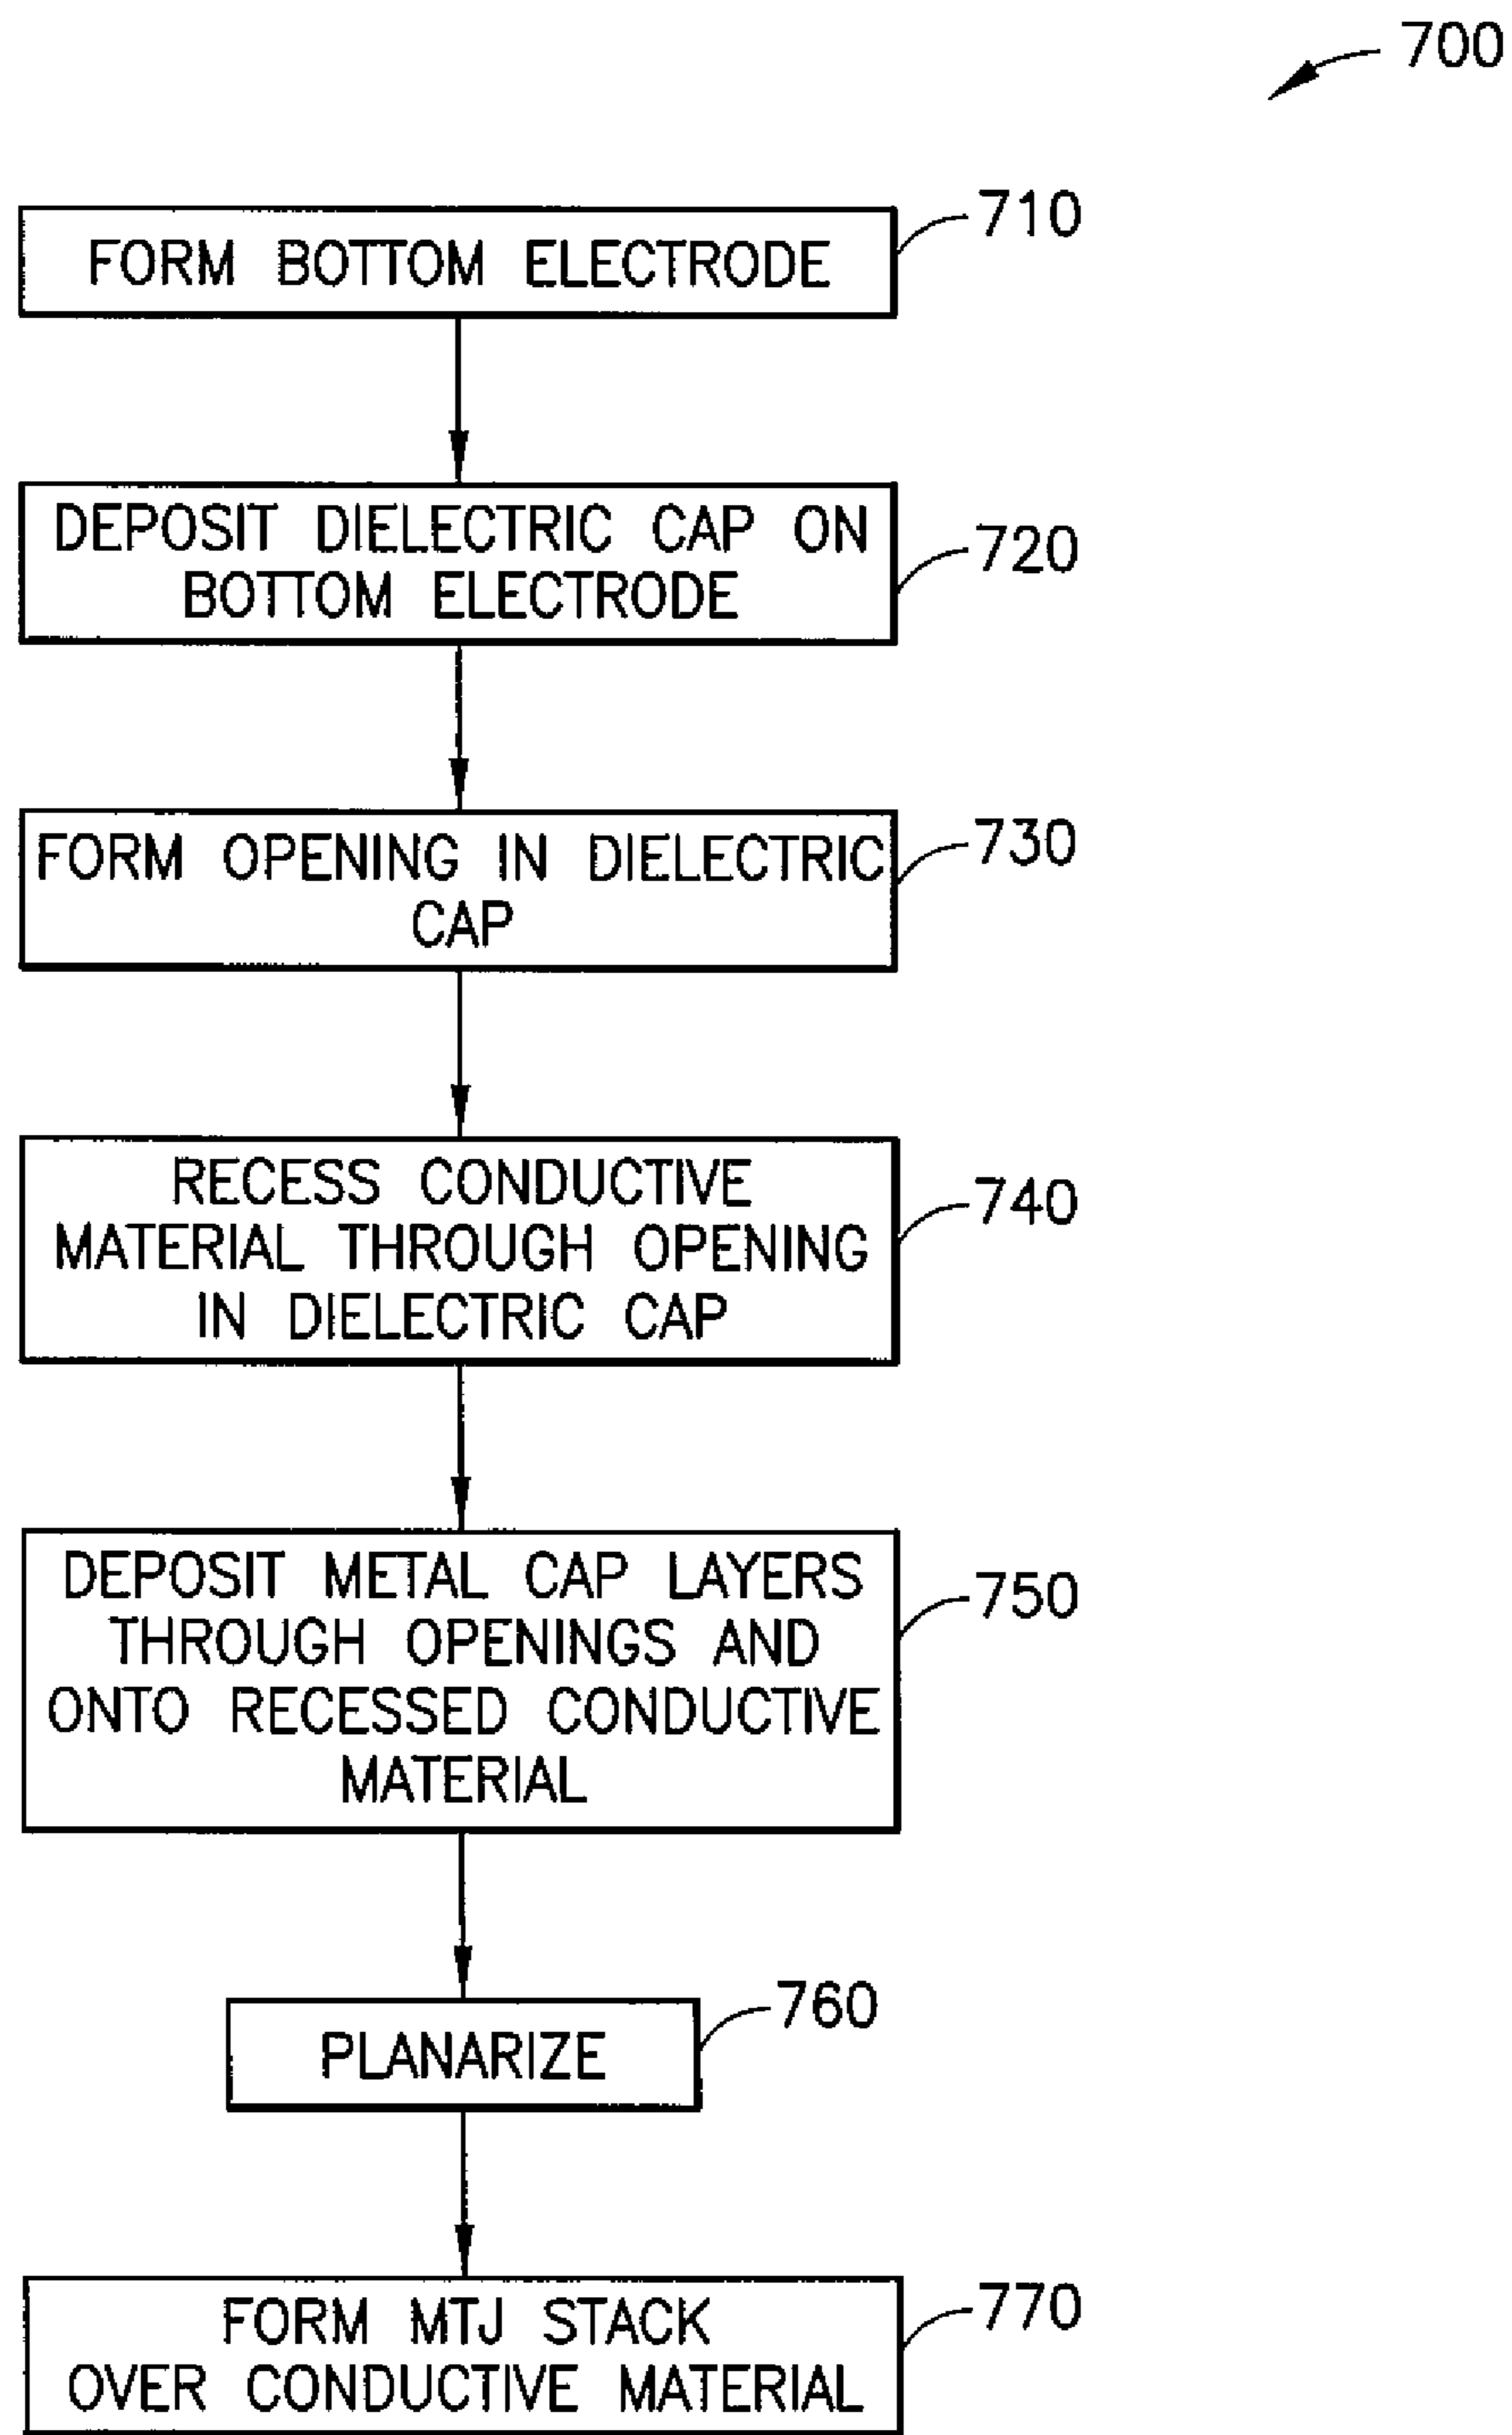 700
FORM BOTTOM ELECTRODE
710
DEPOSIT DIELECTRIC CAP ON
BOTTOM ELECTRODE
720
FORM OPENING IN DIELECTRIC
CAP
730
RECESS CONDUCTIVE
MATERIAL THROUGH OPENING
IN DIELECTRIC CAP
740
DEPOSIT METAL CAP LAYERS
THROUGH OPENINGS AND
ONTO RECESSED CONDUCTIVE
MATERIAL
750
PLANARIZE
760
FORM MTJ STACK
OVER CONDUCTIVE MATERIAL
770